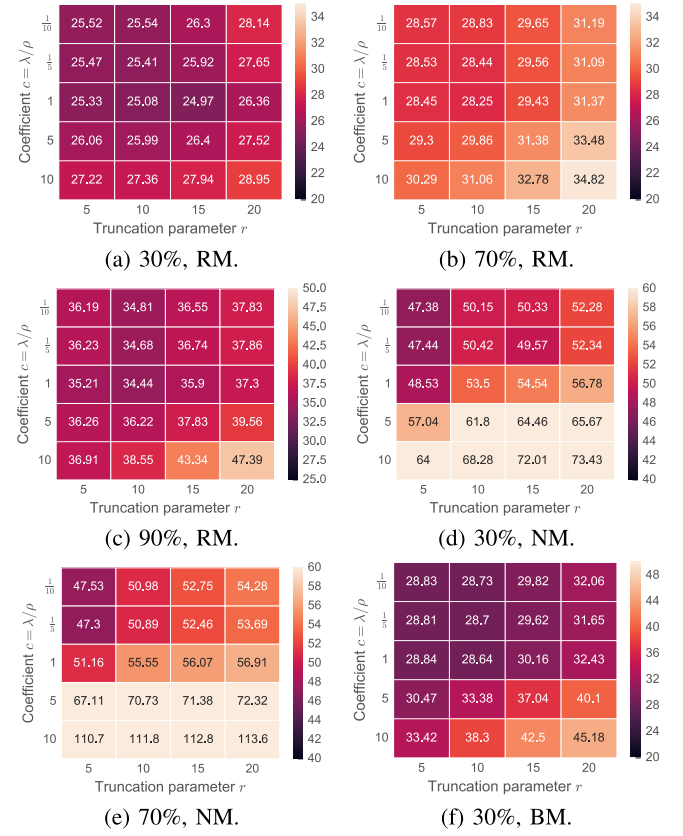 Coefficient c = λ/ρ
1/10 25.52 25.54 26.3 28.14
1/5 25.47 25.41 25.92 27.65
1 25.33 25.08 24.97 26.36
5 26.06 25.99 26.4 27.52
10 27.22 27.36 27.94 28.95
5 10 15 20
Truncation parameter r
34
32
30
28
26
24
22
20
(a) 30%, RM.
Coefficient c = λ/ρ
1/10 28.57 28.83 29.65 31.19
1/5 28.53 28.44 29.56 31.09
1 28.45 28.25 29.43 31.37
5 29.3 29.86 31.38 33.48
10 30.29 31.06 32.78 34.82
5 10 15 20
Truncation parameter r
34
32
30
28
26
24
22
20
(b) 70%, RM.
Coefficient c = λ/ρ
1/10 36.19 34.81 36.55 37.83
1/5 36.23 34.68 36.74 37.86
1 35.21 34.44 35.9 37.3
5 36.26 36.22 37.83 39.56
10 36.91 38.55 43.34 47.39
5 10 15 20
Truncation parameter r
50.0
47.5
45.0
42.5
40.0
37.5
35.0
32.5
30.0
27.5
25.0
(c) 90%, RM.
Coefficient c = λ/ρ
1/10 47.38 50.15 50.33 52.28
1/5 47.44 50.42 49.57 52.34
1 48.53 53.5 54.54 56.78
5 57.04 61.8 64.46 65.67
10 64 68.28 72.01 73.43
5 10 15 20
Truncation parameter r
60
58
56
54
52
50
48
46
44
42
40
(d) 30%, NM.
Coefficient c = λ/ρ
1/10 47.53 50.98 52.75 54.28
1/5 47.3 50.89 52.46 53.69
1 51.16 55.55 56.07 56.91
5 67.11 70.73 71.38 72.32
10 110.7 111.8 112.8 113.6
5 10 15 20
Truncation parameter r
60
58
56
54
52
50
48
46
44
42
40
(e) 70%, NM.
Coefficient c = λ/ρ
1/10 28.83 28.73 29.82 32.06
1/5 28.81 28.7 29.62 31.65
1 28.84 28.64 30.16 32.43
5 30.47 33.38 37.04 40.1
10 33.42 38.3 42.5 45.18
5 10 15 20
Truncation parameter r
48
44
40
36
32
28
24
20
(f) 30%, BM.